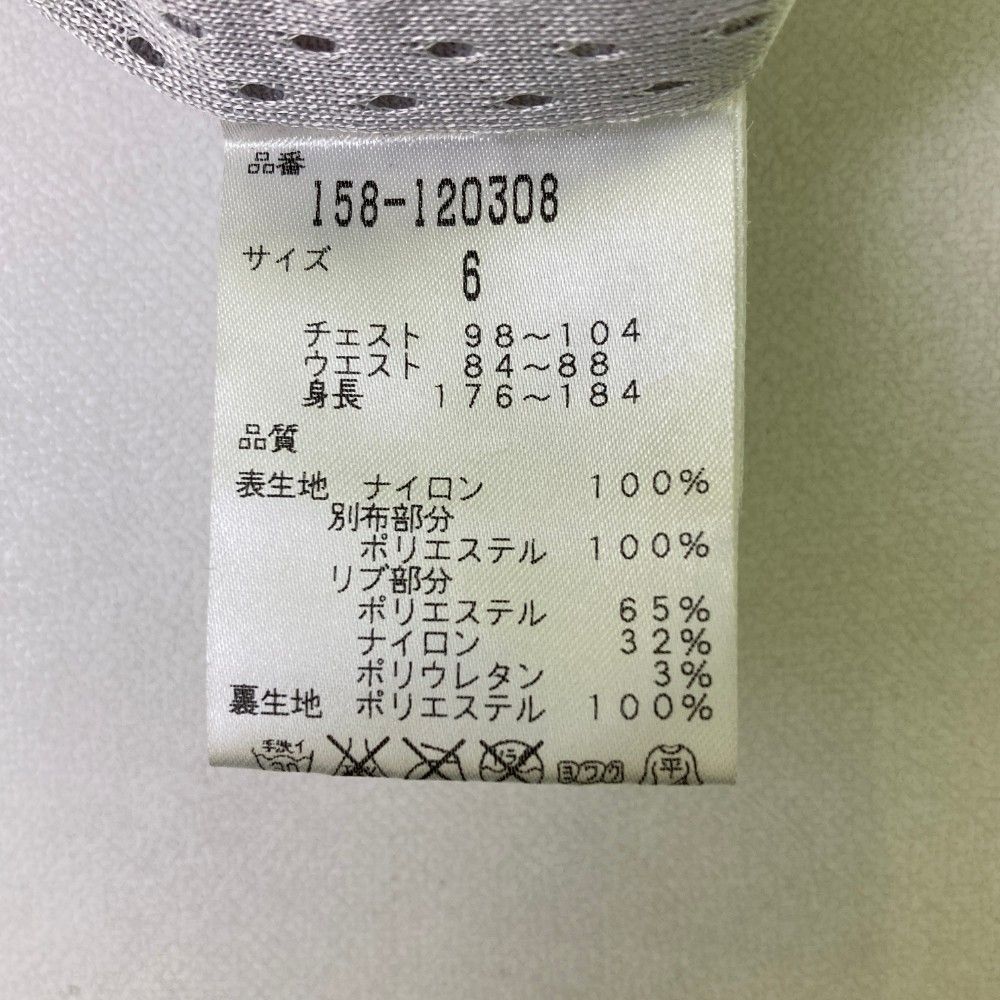 品番
158-120308
サイズ 6
チェスト 98～104
ウエスト 84～88
身長 176～184
品質
表生地 ナイロン 100%
別布部分
ポリエステル 100%
リブ部分
ポリエステル 65%
ナイロン 32%
ポリウレタン 3%
裏生地 ポリエステル 100%
手洗イ ヨワク 平